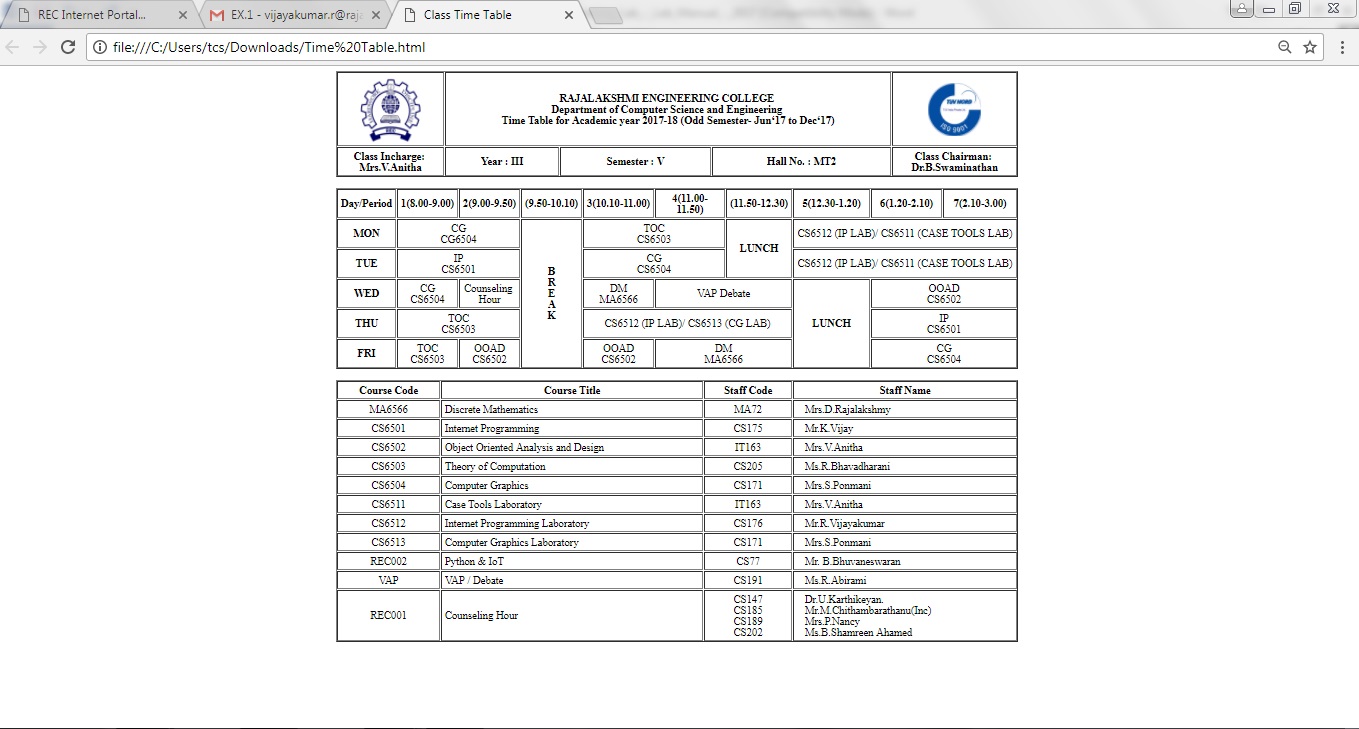 REC Internet Portal...
EX.1 - vijayakumar.r@raja
Class Time Table
file:///C:/Users/tcs/Downloads/Time%20Table.html
REC
RAJALAKSHMI ENGINEERING COLLEGE
Department of Computer Science and Engineering
Time Table for Academic year 2017-18 (Odd Semester- Jun‘17 to Dec‘17)
TUV NORD
ISO 9001
Class Incharge:
Mrs.V.Anitha
Year : III
Semester : V
Hall No. : MT2
Class Chairman:
Dr.B.Swaminathan
Day/Period 1(8.00-9.00) 2(9.00-9.50) (9.50-10.10) 3(10.10-11.00) 4(11.00-
11.50) (11.50-12.30) 5(12.30-1.20) 6(1.20-2.10) 7(2.10-3.00)
MON
CG
CG6504
B
R
E
A
K
TOC
CS6503
LUNCH
CS6512 (IP LAB)/ CS6511 (CASE TOOLS LAB)
TUE
IP
CS6501
CG
CS6504
CS6512 (IP LAB)/ CS6511 (CASE TOOLS LAB)
WED
CG
CS6504
Counseling
Hour
DM
MA6566
VAP Debate
LUNCH
OOAD
CS6502
THU
TOC
CS6503
CS6512 (IP LAB)/ CS6513 (CG LAB)
IP
CS6501
FRI
TOC
CS6503
OOAD
CS6502
OOAD
CS6502
DM
MA6566
CG
CS6504
Course Code Course Title Staff Code Staff Name
MA6566 Discrete Mathematics MA72 Mrs.D.Rajalakshmy
CS6501 Internet Programming CS175 Mr.K.Vijay
CS6502 Object Oriented Analysis and Design IT163 Mrs.V.Anitha
CS6503 Theory of Computation CS205 Ms.R.Bhavadharani
CS6504 Computer Graphics CS171 Mrs.S.Ponmani
CS6511 Case Tools Laboratory IT163 Mrs.V.Anitha
CS6512 Internet Programming Laboratory CS176 Mr.R.Vijayakumar
CS6513 Computer Graphics Laboratory CS171 Mrs.S.Ponmani
REC002 Python & IoT CS77 Mr. B.Bhuvaneswaran
VAP VAP / Debate CS191 Ms.R.Abirami
REC001 Counseling Hour
CS147 Dr.U.Karthikeyan.
CS185 Mr.M.Chithambarathanu(Inc)
CS189 Mrs.P.Nancy
CS202 Ms.B.Shamreen Ahamed